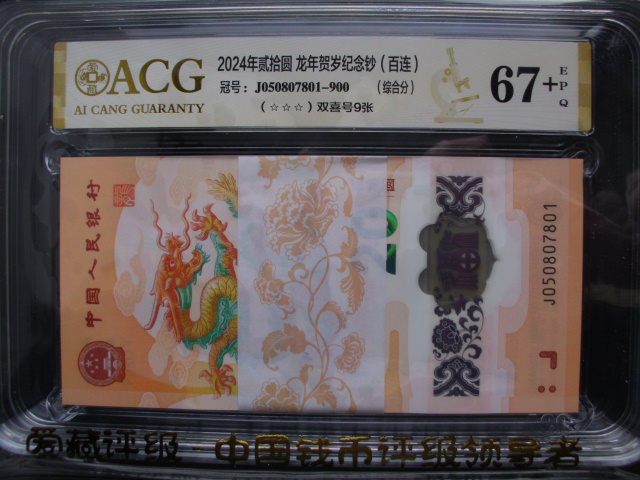 ACG
AI CANG GUARANTY
2024年贰拾圆 龙年贺岁纪念钞（百连）
冠号：J050807801-900 （综合分）
（☆☆☆）双喜号9张
67+
EPQ
中国人民银行
J050807801
爱藏评级·中国钱币评级领导者